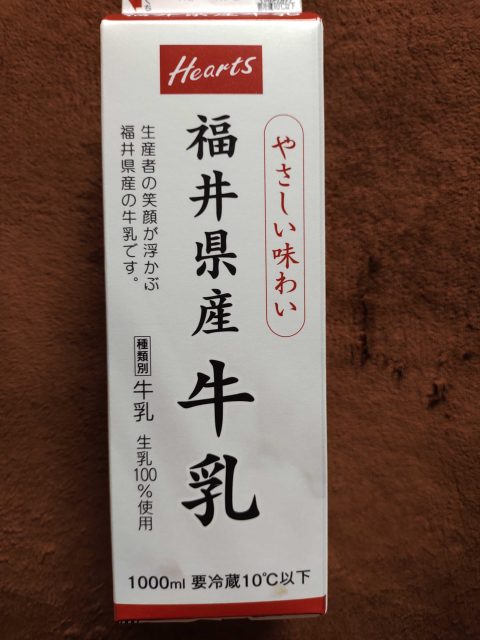 Hearts
やさしい味わい
福井県産牛乳
生産者の笑顔が浮かぶ
福井県産の牛乳です。
種類別 牛乳 生乳100%使用
1000ml 要冷蔵10℃以下